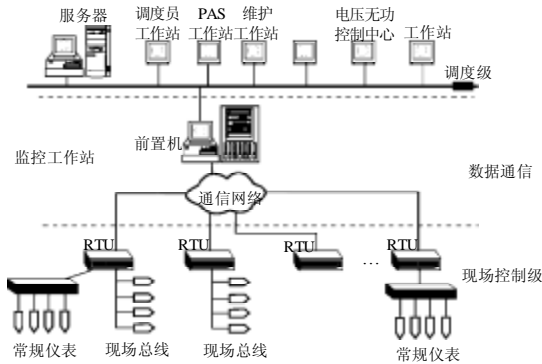 服务器
调度员
工作站
PAS
工作站
维护
工作站
电压无功
控制中心
工作站
调度级
前置机
监控工作站
数据通信
通信网络
RTU
RTU
RTU
…
RTU
现场控制级
常规仪表
现场总线
现场总线
常规仪表